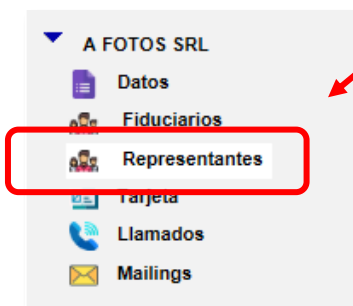 A FOTOS SRL
Datos
Fiduciarios
Representantes
Tarjeta
Llamados
Mailings